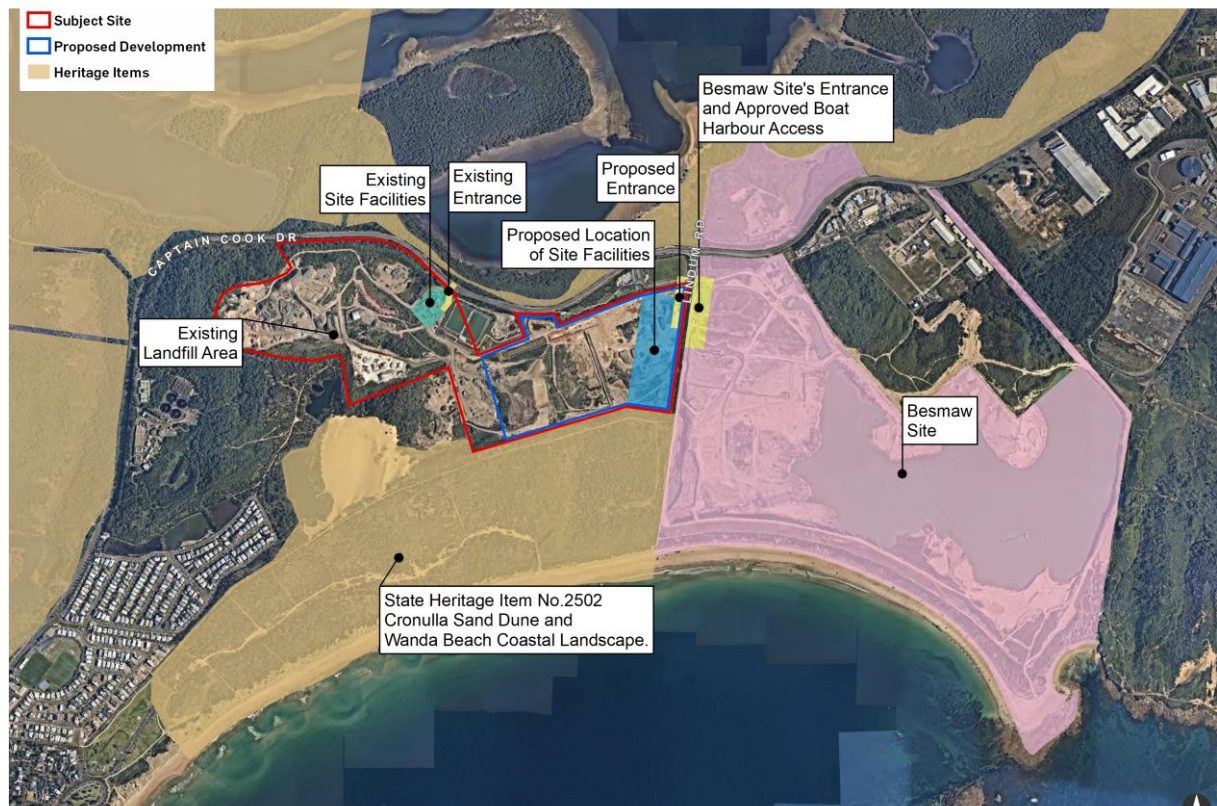 Subject Site
Proposed Development
Heritage Items
Besmaw Site's Entrance
and Approved Boat
Harbour Access
Existing
Site Facilities
Existing
Entrance
Proposed
Entrance
Proposed Location
of Site Facilities
CAPTAIN COOK DR
LINDUM RD
Existing
Landfill Area
Besmaw
Site
State Heritage Item No.2502
Cronulla Sand Dune and
Wanda Beach Coastal Landscape.